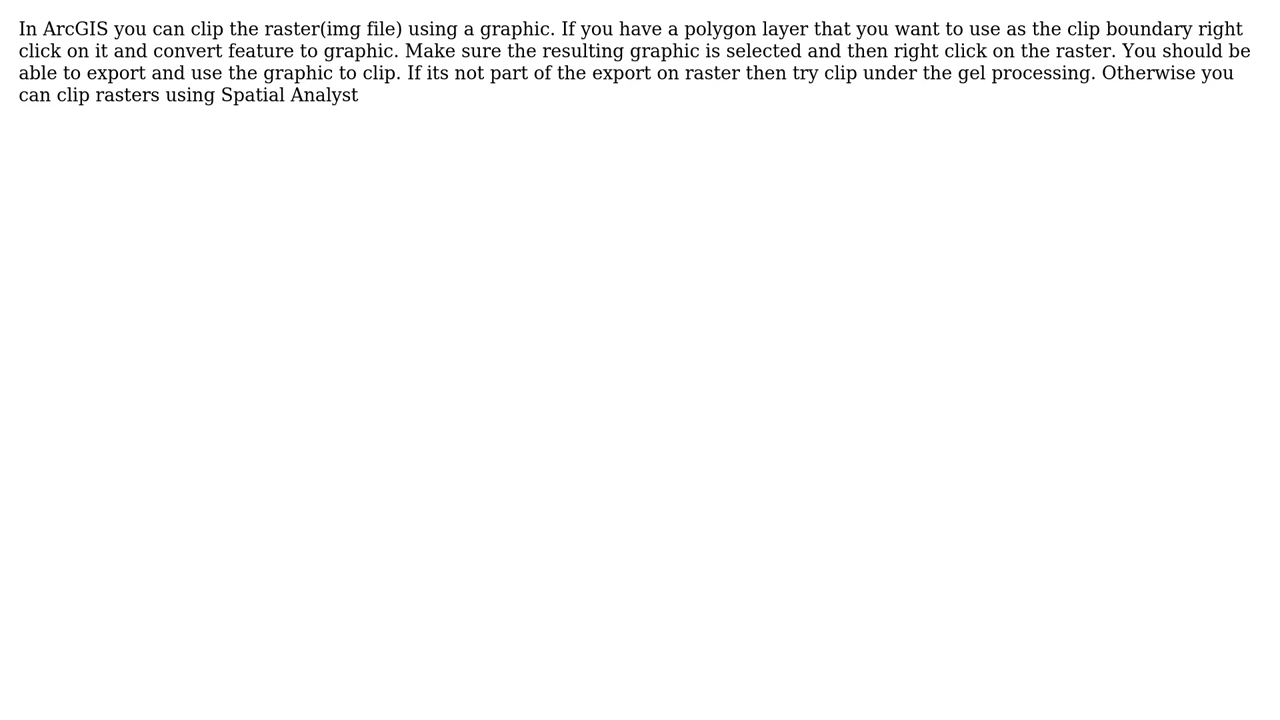 In ArcGIS you can clip the raster(img file) using a graphic. If you have a polygon layer that you want to use as the clip boundary right
click on it and convert feature to graphic. Make sure the resulting graphic is selected and then right click on the raster. You should be
able to export and use the graphic to clip. If its not part of the export on raster then try clip under the gel processing. Otherwise you
can clip rasters using Spatial Analyst